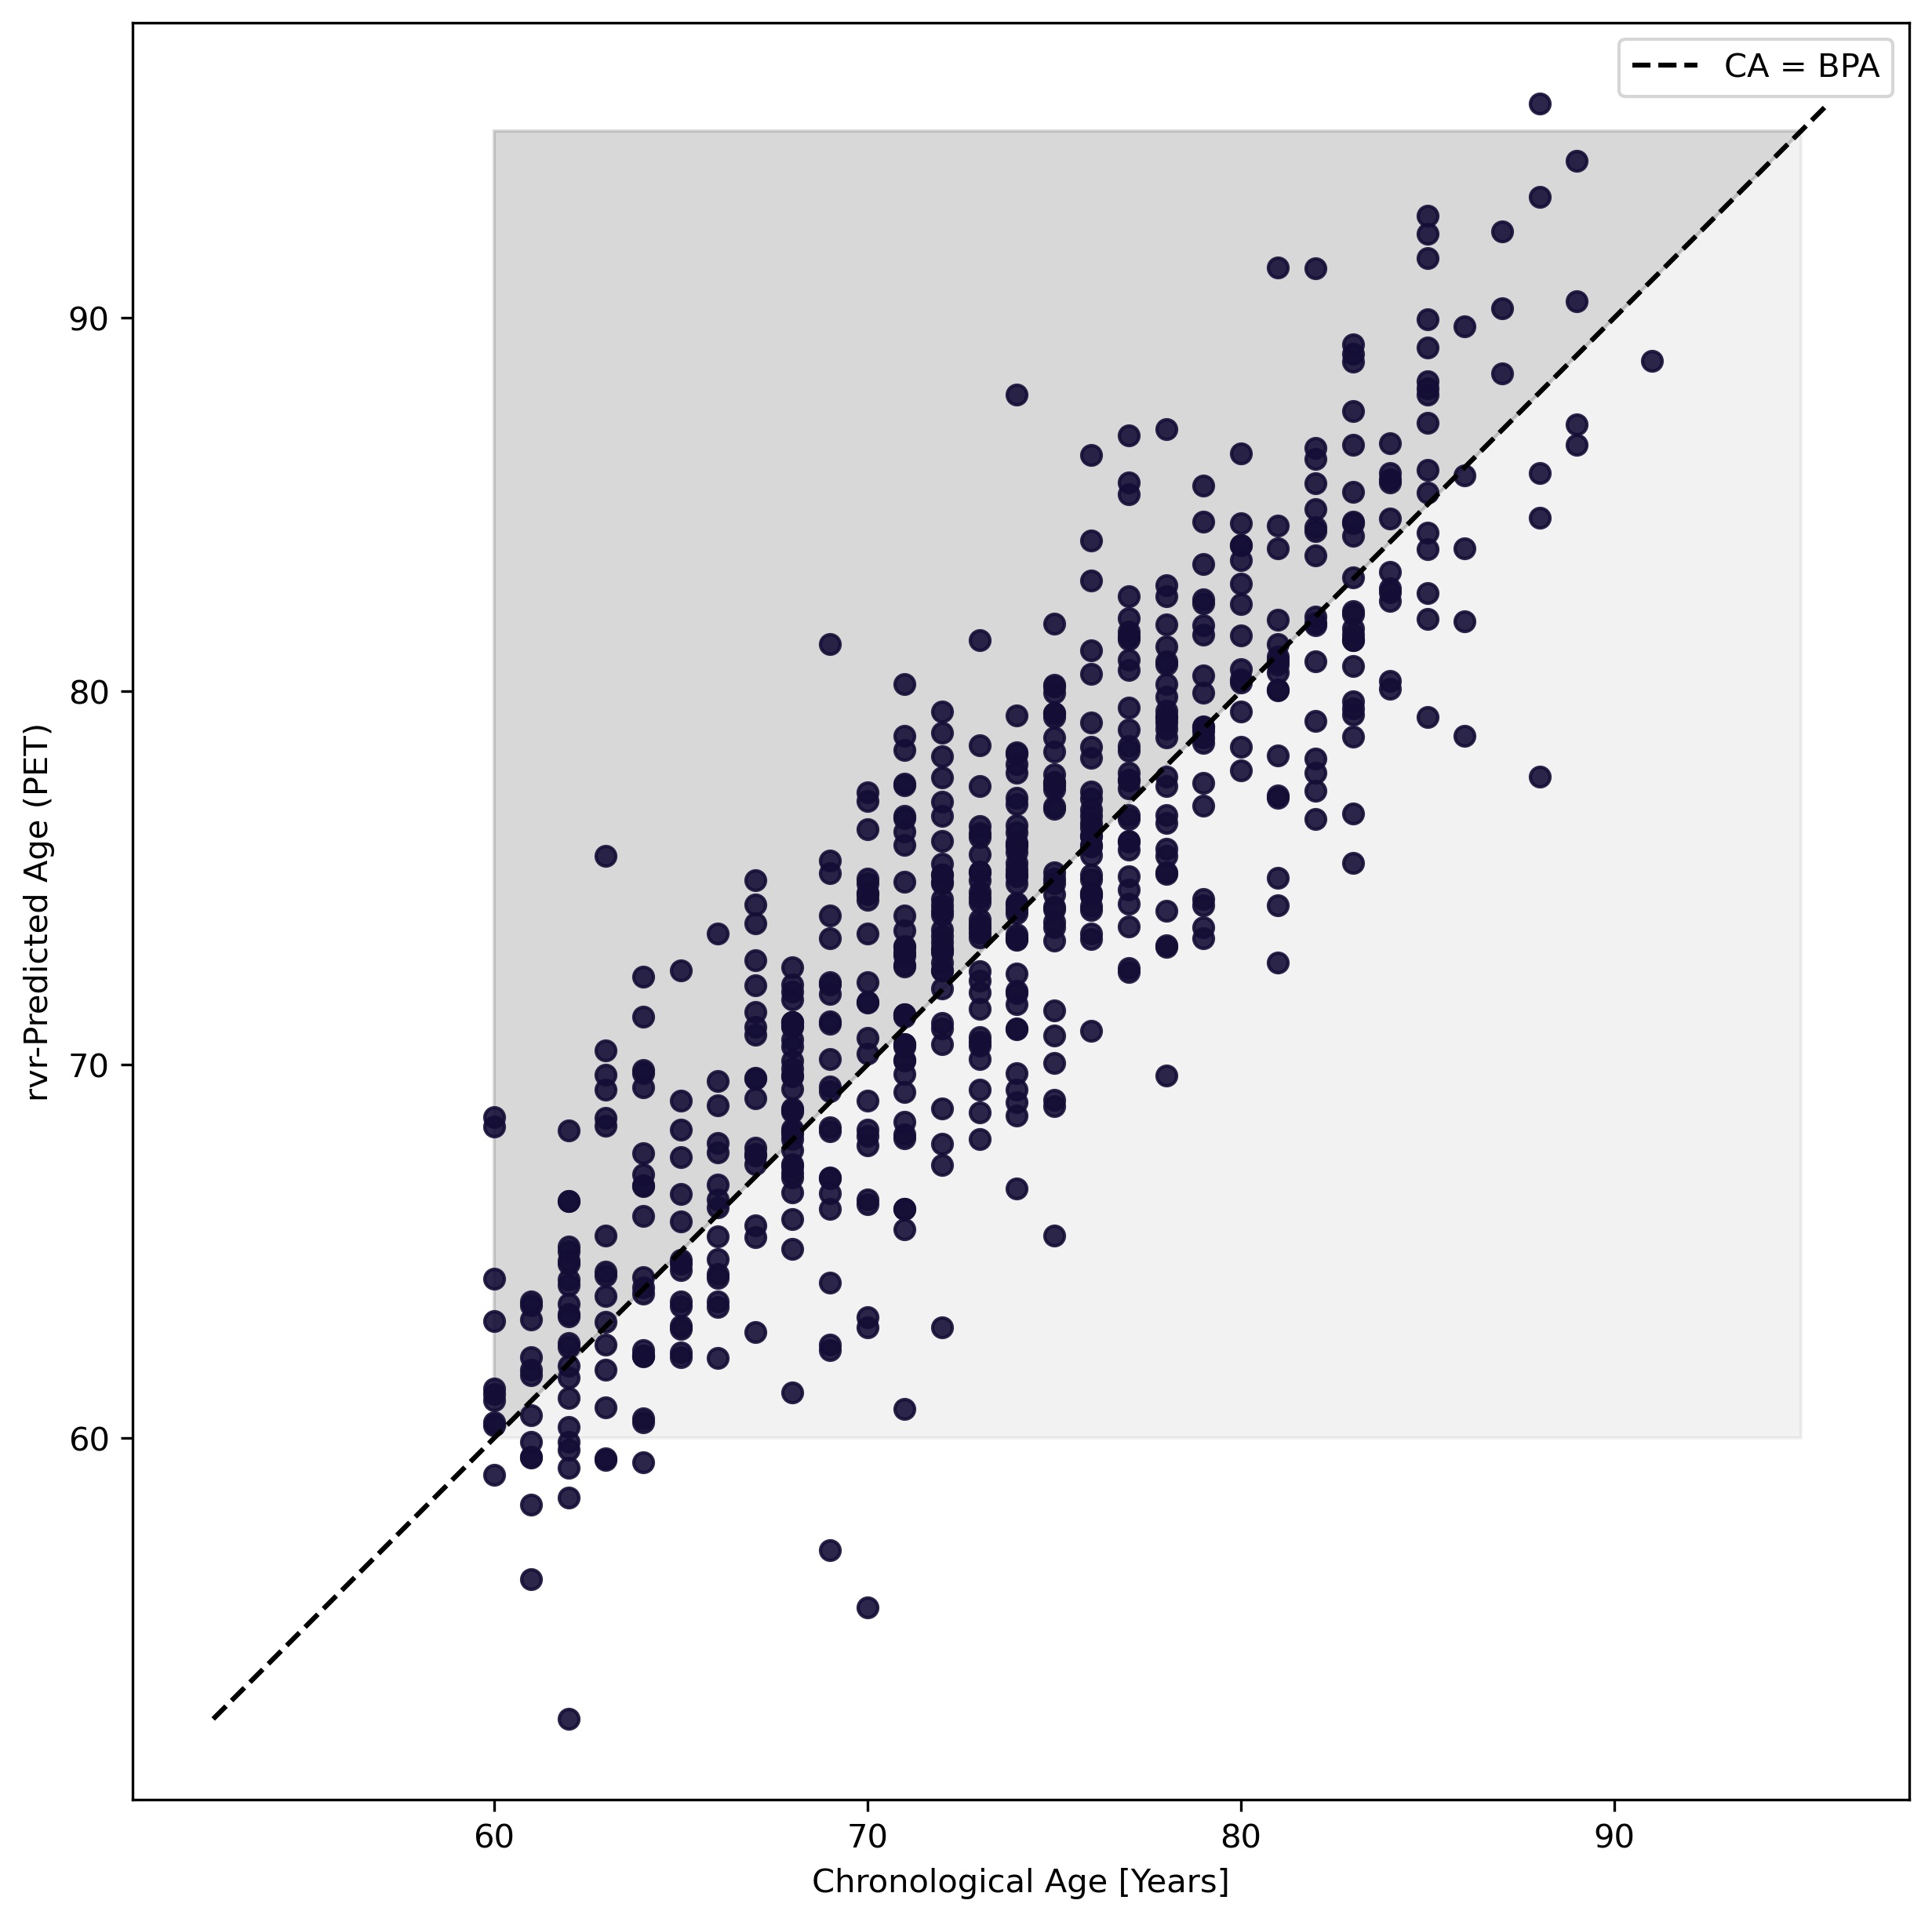 CA = BPA
90
80
70
60
rvr-Predicted Age (PET)
60 70 80 90
Chronological Age [Years]